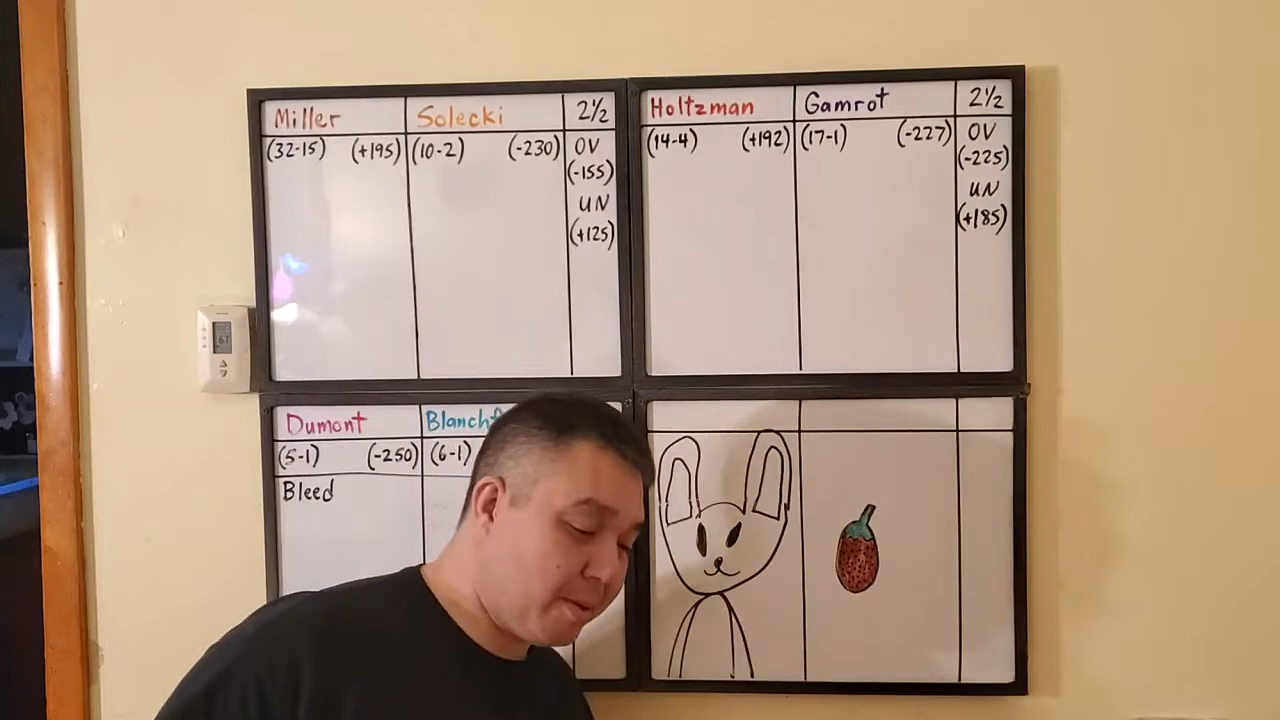 Miller Solecki 2½
(32-15) (+195) (10-2) (-230) OV
(-155)
UN
(+125)
Holtzman Gamrot 2½
(14-4) (+192) (17-1) (-227) OV
(-225)
UN
(+185)
Dumont
(5-1) (-250) (6-1)
Bleed
67